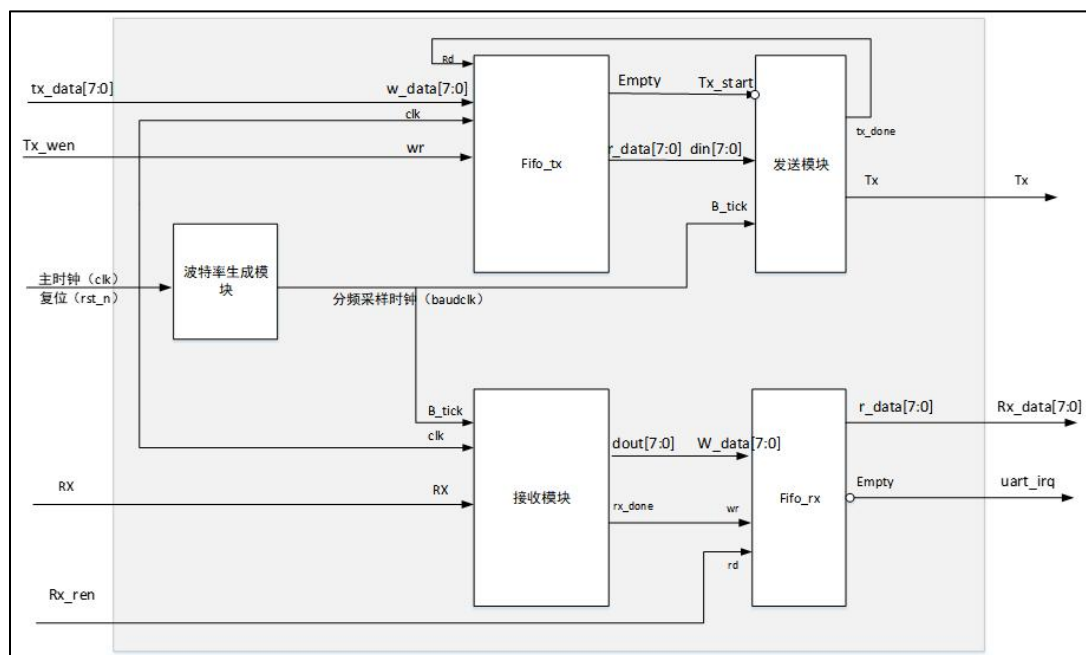 Rd
Empty
Tx_start
tx_data[7:0]
w_data[7:0]
clk
tx_done
Tx_wen
wr
Fifo_tx
r_data[7:0]
din[7:0]
发送模块
Tx
Tx
B_tick
波特率生成模
块
主时钟（clk）
复位（rst_n）
分频采样时钟（baudclk）
B_tick
clk
r_data[7:0]
Rx_data[7:0]
dout[7:0]
W_data[7:0]
RX
RX
接收模块
Fifo_rx
Empty
uart_irq
rx_done
wr
rd
Rx_ren